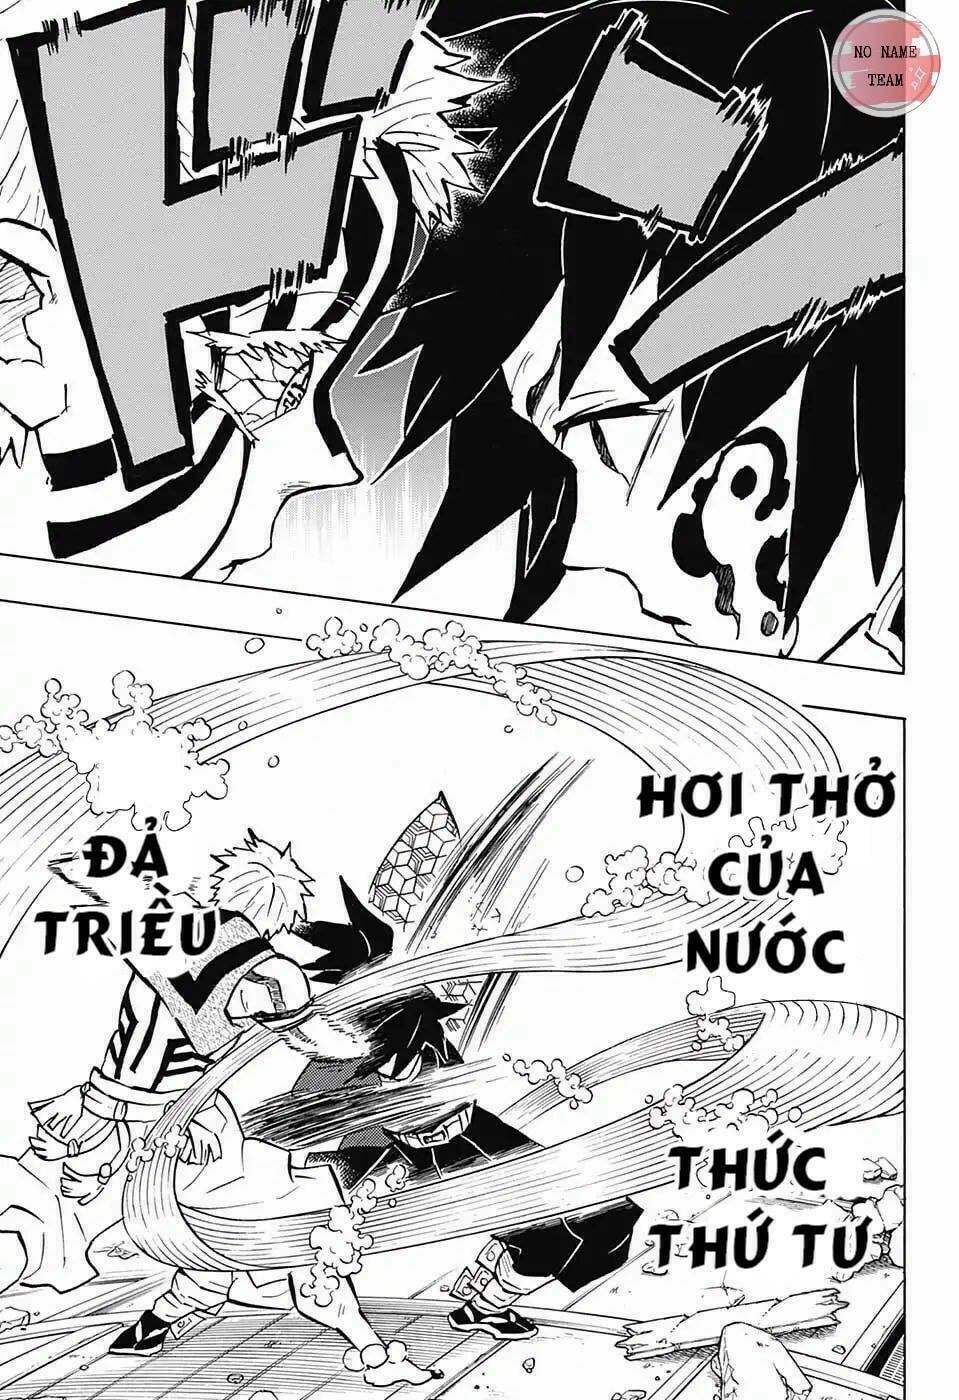 NO NAME
TEAM
HƠI THỞ
CỦA
NƯỚC
THỨC
THỨ TƯ
ĐẢ
TRIỀU